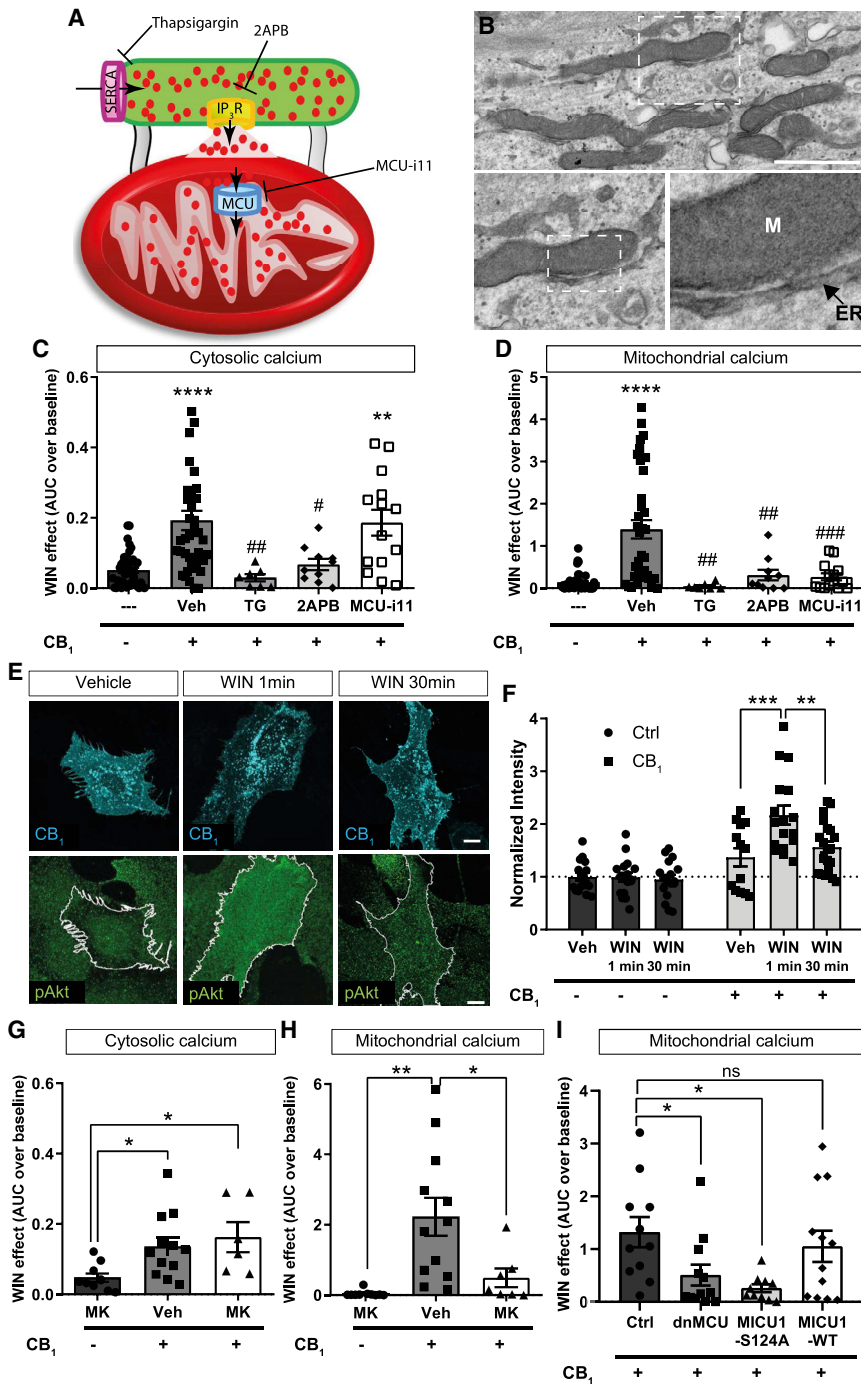 A
Thapsigargin
2APB
SERCA
IP3R
MCU-i11
MCU
B
M
ER
C
Cytosolic calcium
WIN effect (AUC over baseline)
0.6
0.4
0.2
0.0
****
##
#
**
--- Veh TG 2APB MCU-i11
CB1 - + + + +
D
Mitochondrial calcium
WIN effect (AUC over baseline)
5
4
3
2
1
0
****
##
##
###
--- Veh TG 2APB MCU-i11
CB1 - + + + +
E
Vehicle WIN 1min WIN 30min
CB1 CB1 CB1
pAkt pAkt pAkt
F
Normalized Intensity
4
3
2
1
0
Ctrl
CB1
*** **
Veh WIN WIN Veh WIN WIN
1 min 30 min 1 min 30 min
CB1 - - - + + +
G
Cytosolic calcium
WIN effect (AUC over baseline)
0.6
0.4
0.2
0.0
*
*
MK Veh MK
CB1 - + +
H
Mitochondrial calcium
WIN effect (AUC over baseline)
6
4
2
0
** *
MK Veh MK
CB1 - + +
I
Mitochondrial calcium
WIN effect (AUC over baseline)
4
3
2
1
0
ns
*
*
Ctrl dnMCU MICU1 MICU1
-S124A -WT
CB1 + + + +